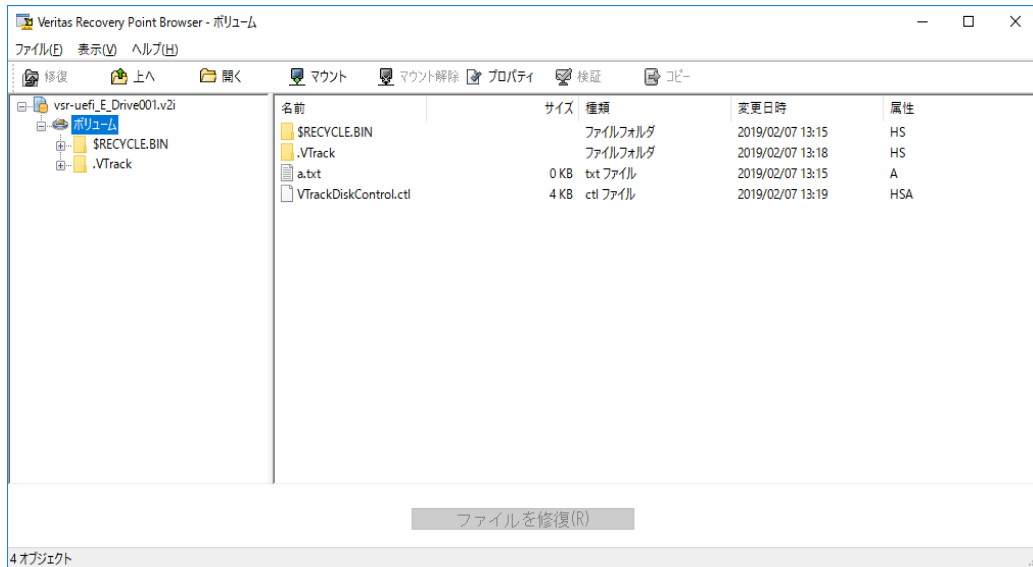 Veritas Recovery Point Browser - ボリューム
ファイル(F) 表示(V) ヘルプ(H)
修復 上へ 開く マウント マウント解除 プロパティ 検証 コピー
vsr-uefi_E_Drive001.v2i
ボリューム
$RECYCLE.BIN
.VTrack
名前 サイズ 種類 変更日時 属性
$RECYCLE.BIN ファイルフォルダ 2019/02/07 13:15 HS
.VTrack ファイルフォルダ 2019/02/07 13:18 HS
a.txt 0 KB txt ファイル 2019/02/07 13:15 A
VTrackDiskControl.ctl 4 KB ctl ファイル 2019/02/07 13:19 HSA
ファイルを修復(R)
4 オブジェクト